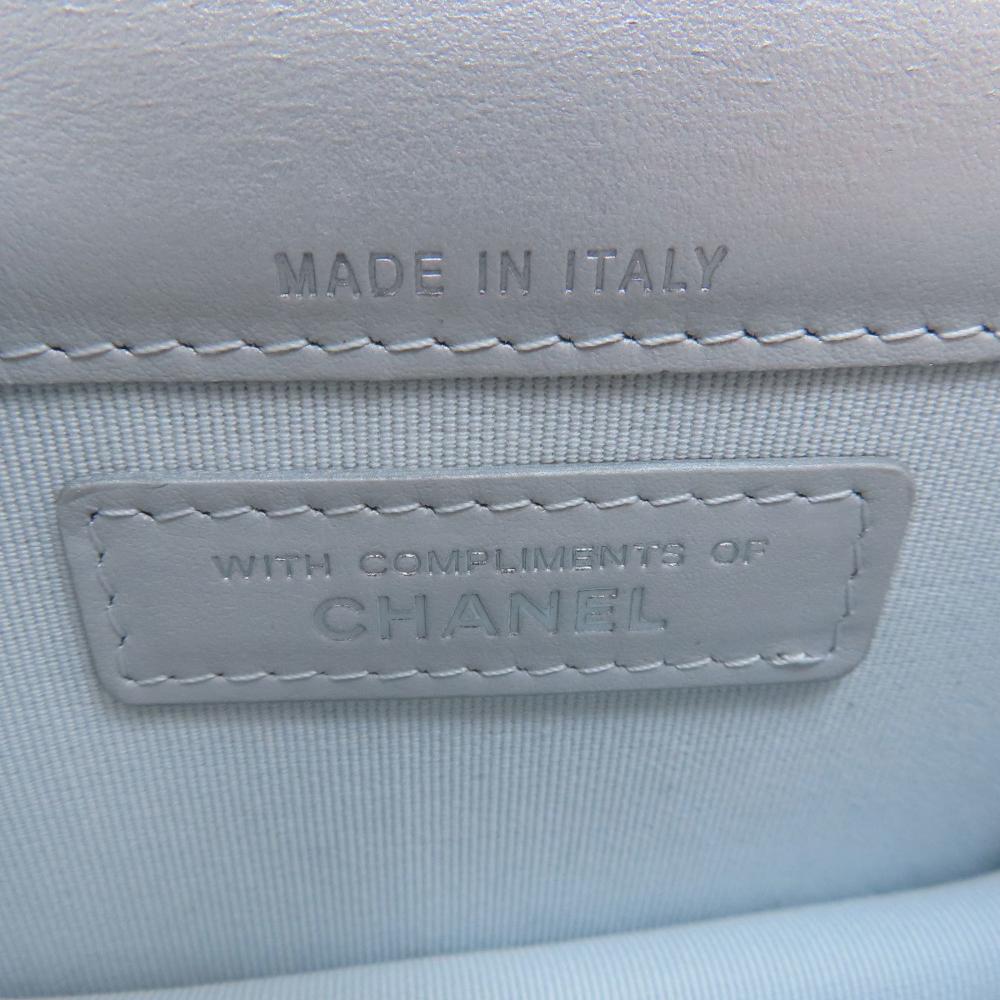 MADE IN ITALY
WITH COMPLIMENTS OF
CHANEL